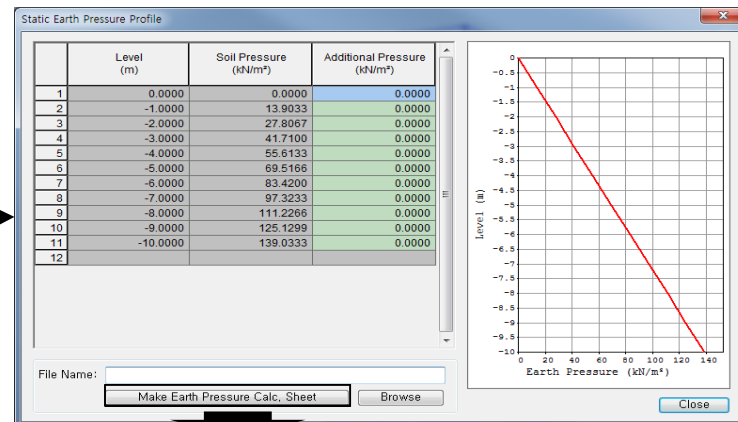 Static Earth Pressure Profile
Level (m) Soil Pressure (kN/m²) Additional Pressure (kN/m²)
1 0.0000 0.0000 0.0000
2 -1.0000 13.9033 0.0000
3 -2.0000 27.8067 0.0000
4 -3.0000 41.7100 0.0000
5 -4.0000 55.6133 0.0000
6 -5.0000 69.5166 0.0000
7 -6.0000 83.4200 0.0000
8 -7.0000 97.3233 0.0000
9 -8.0000 111.2266 0.0000
10 -9.0000 125.1299 0.0000
11 -10.0000 139.0333 0.0000
12
File Name:
Make Earth Pressure Calc, Sheet Browse
0
-0.5
-1
-1.5
-2
-2.5
-3
-3.5
-4
-4.5
-5
-5.5
-6
-6.5
-7
-7.5
-8
-8.5
-9
-9.5
-10
Level (m)
0 20 40 60 80 100 120 140
Earth Pressure (kN/m²)
Close